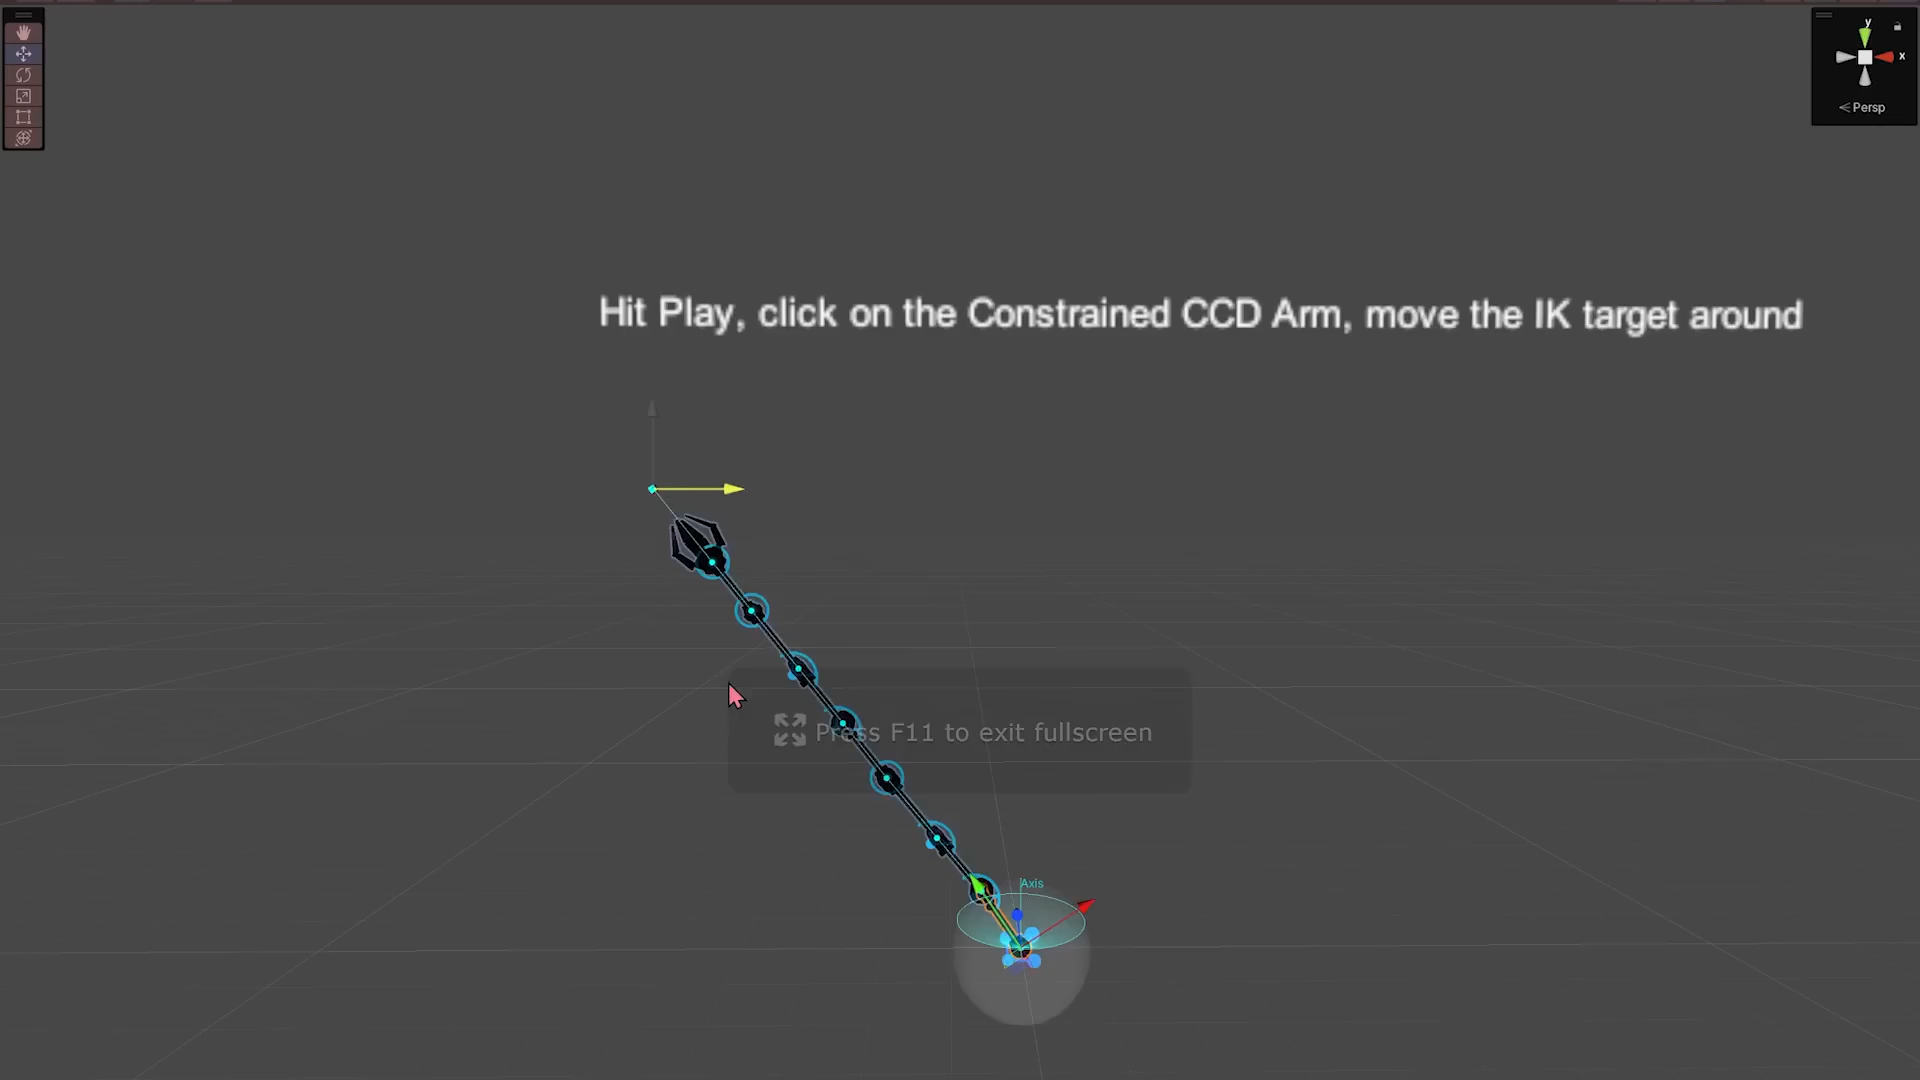 y
x
< Persp
Hit Play, click on the Constrained CCD Arm, move the IK target around
Press F11 to exit fullscreen
Axis